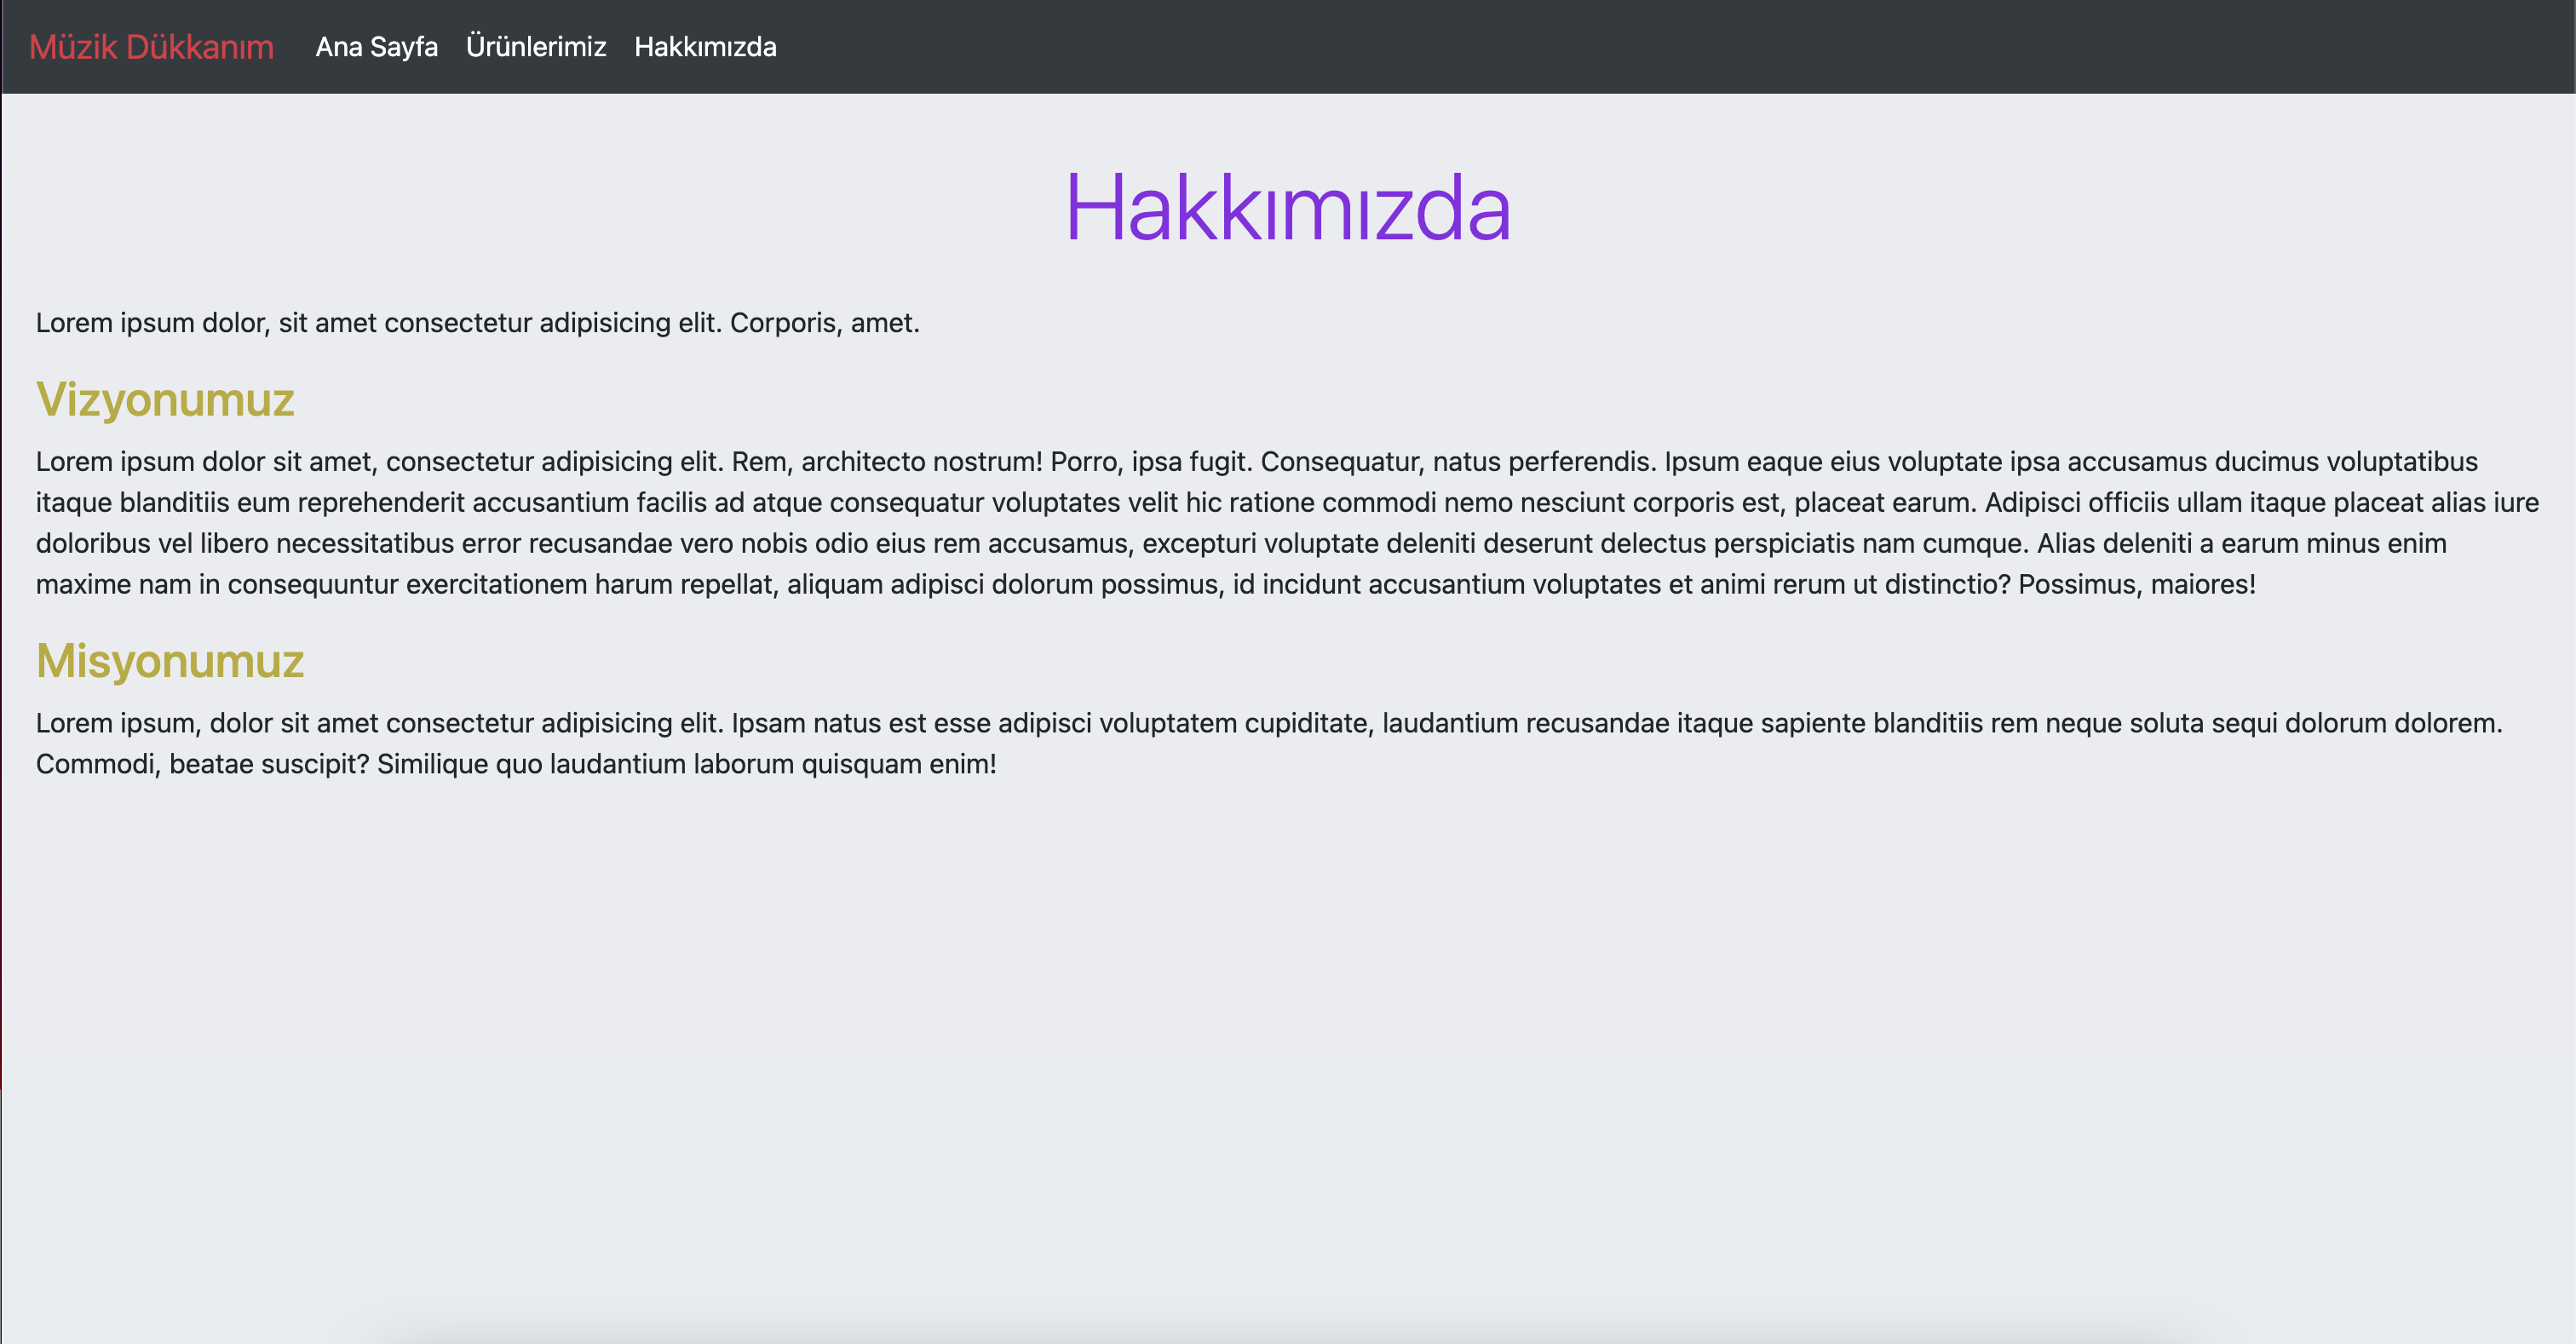 Müzik Dükkanım Ana Sayfa Ürünlerimiz Hakkımızda
Hakkımızda
Lorem ipsum dolor, sit amet consectetur adipisicing elit. Corporis, amet.
Vizyonumuz
Lorem ipsum dolor sit amet, consectetur adipisicing elit. Rem, architecto nostrum! Porro, ipsa fugit. Consequatur, natus perferendis. Ipsum eaque eius voluptate ipsa accusamus ducimus voluptatibus
itaque blanditiis eum reprehenderit accusantium facilis ad atque consequatur voluptates velit hic ratione commodi nemo nesciunt corporis est, placeat earum. Adipisci officiis ullam itaque placeat alias iure
doloribus vel libero necessitatibus error recusandae vero nobis odio eius rem accusamus, excepturi voluptate deleniti deserunt delectus perspiciatis nam cumque. Alias deleniti a earum minus enim
maxime nam in consequuntur exercitationem harum repellat, aliquam adipisci dolorum possimus, id incidunt accusantium voluptates et animi rerum ut distinctio? Possimus, maiores!
Misyonumuz
Lorem ipsum, dolor sit amet consectetur adipisicing elit. Ipsam natus est esse adipisci voluptatem cupiditate, laudantium recusandae itaque sapiente blanditiis rem neque soluta sequi dolorum dolorem.
Commodi, beatae suscipit? Similique quo laudantium laborum quisquam enim!